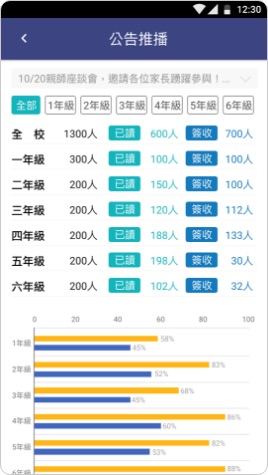 12:30
公告推播
10/20親師座談會，邀請各位家長踴躍參與！...
全部 1年級 2年級 3年級 4年級 5年級 6年級
全 校 1300人 已讀 600人 簽收 700人
一年級 300人 已讀 100人 簽收 100人
二年級 200人 已讀 150人 簽收 100人
三年級 200人 已讀 120人 簽收 112人
四年級 200人 已讀 188人 簽收 133人
五年級 200人 已讀 198人 簽收 30人
六年級 200人 已讀 102人 簽收 32人
0 20 40 60 80 100
1年級 58%
45%
2年級 83%
52%
3年級 68%
45%
4年級 86%
60%
5年級 82%
53%
6年級 88%